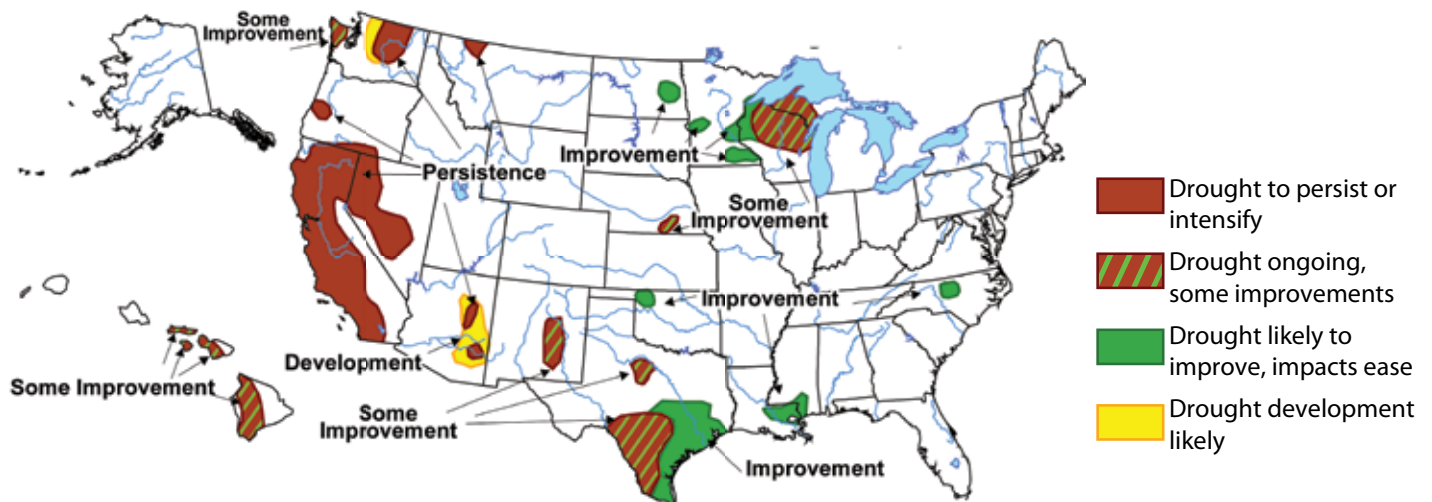 Some
Improvement
Persistence
Improvement
Some
Improvement
Improvement
Development
Some Improvement
Some
Improvement
Improvement
Drought to persist or
intensify
Drought ongoing,
some improvements
Drought likely to
improve, impacts ease
Drought development
likely